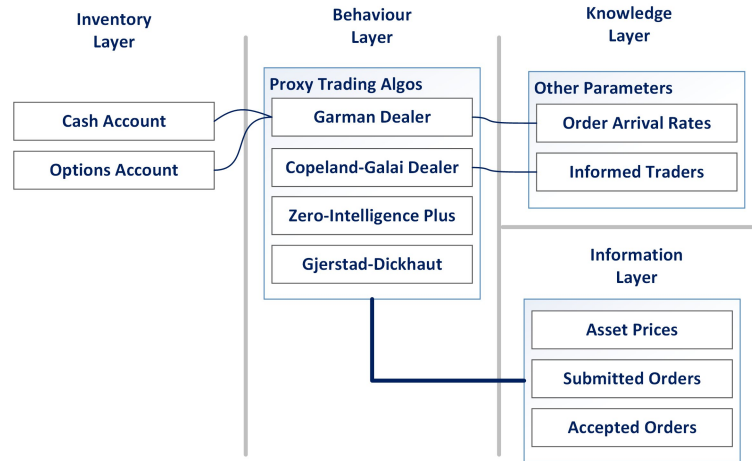 Inventory
Layer
Cash Account
Options Account
Behaviour
Layer
Proxy Trading Algos
Garman Dealer
Copeland-Galai Dealer
Zero-Intelligence Plus
Gjerstad-Dickhaut
Knowledge
Layer
Other Parameters
Order Arrival Rates
Informed Traders
Information
Layer
Asset Prices
Submitted Orders
Accepted Orders